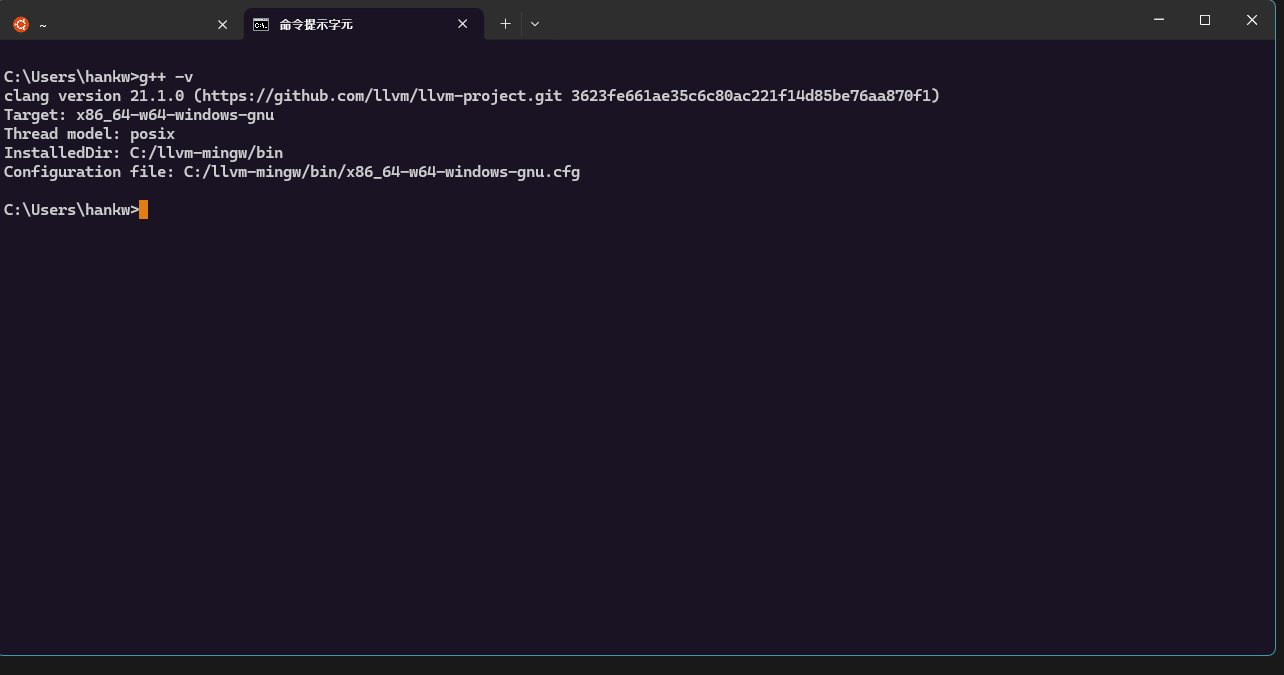 ~
命令提示字元
C:\Users\hankw>g++ -v
clang version 21.1.0 (https://github.com/llvm/llvm-project.git 3623fe661ae35c6c80ac221f14d85be76aa870f1)
Target: x86_64-w64-windows-gnu
Thread model: posix
InstalledDir: C:/llvm-mingw/bin
Configuration file: C:/llvm-mingw/bin/x86_64-w64-windows-gnu.cfg
C:\Users\hankw>